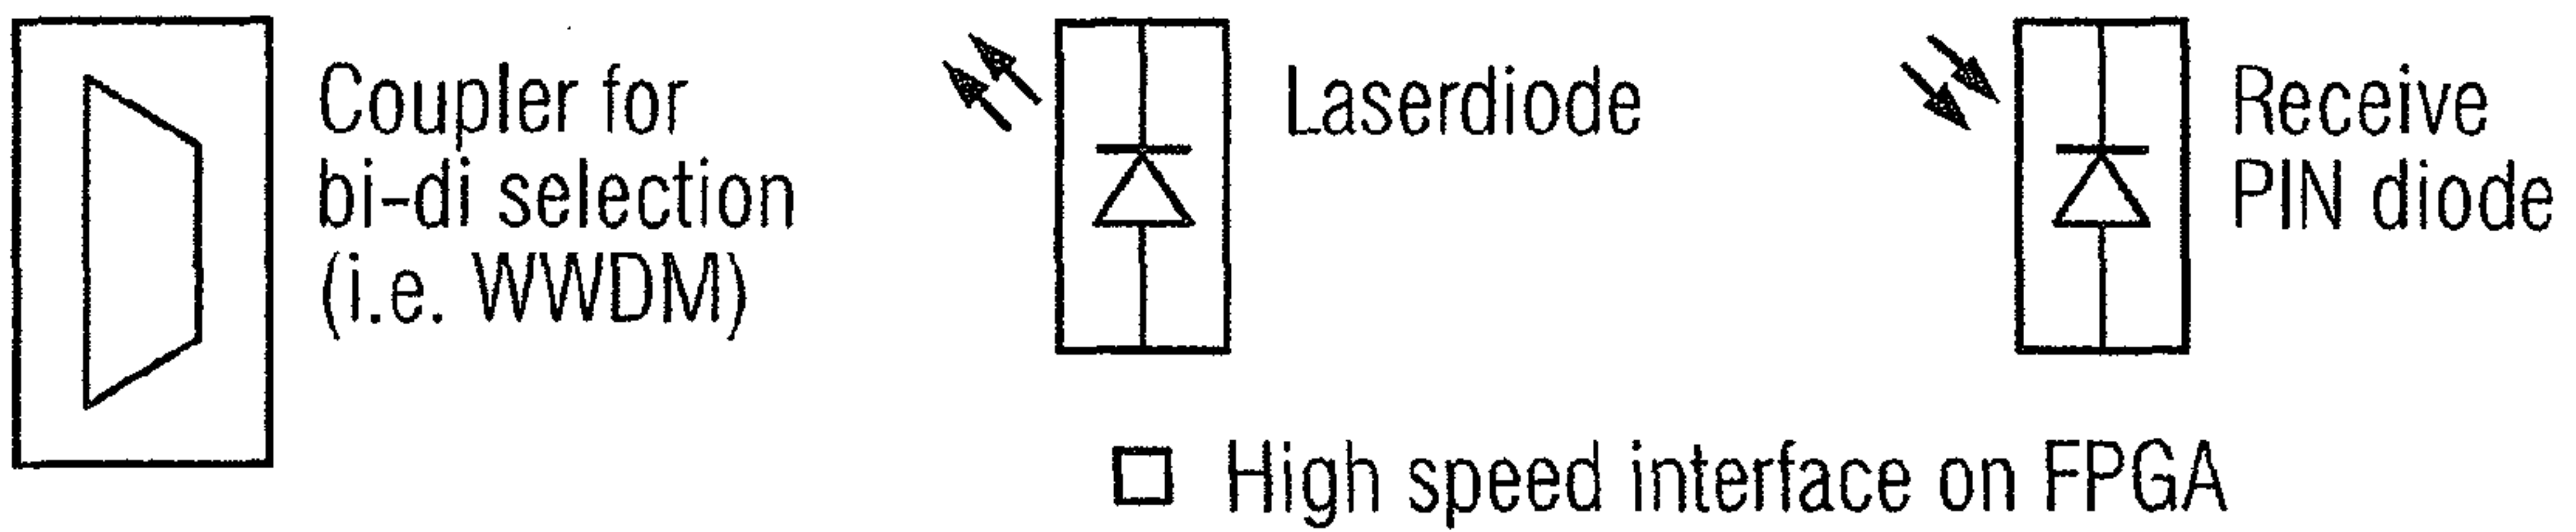 Coupler for
bi-di selection
(i.e. WWDM)
Laserdiode
Receive
PIN diode
High speed interface on FPGA